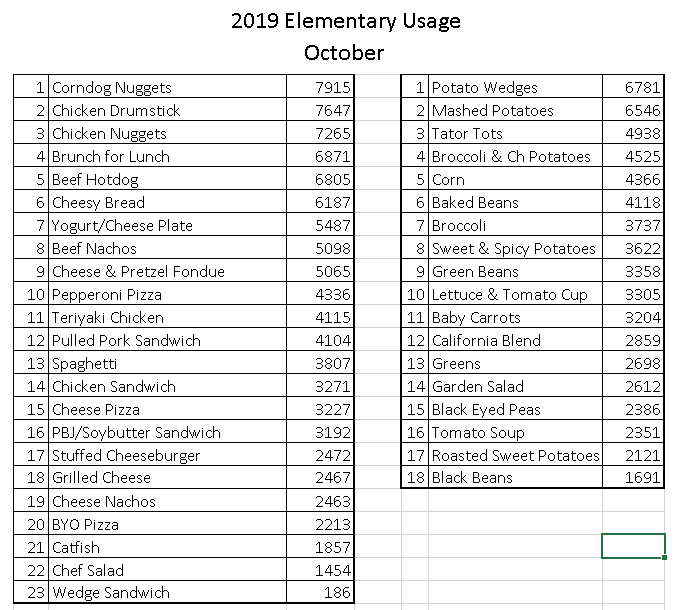 2019 Elementary Usage
October
1 Corndog Nuggets 7915 1 Potato Wedges 6781
2 Chicken Drumstick 7647 2 Mashed Potatoes 6546
3 Chicken Nuggets 7265 3 Tator Tots 4938
4 Brunch for Lunch 6871 4 Broccoli & Ch Potatoes 4525
5 Beef Hotdog 6805 5 Corn 4366
6 Cheesy Bread 6187 6 Baked Beans 4118
7 Yogurt/Cheese Plate 5487 7 Broccoli 3737
8 Beef Nachos 5098 8 Sweet & Spicy Potatoes 3622
9 Cheese & Pretzel Fondue 5065 9 Green Beans 3358
10 Pepperoni Pizza 4336 10 Lettuce & Tomato Cup 3305
11 Teriyaki Chicken 4115 11 Baby Carrots 3204
12 Pulled Pork Sandwich 4104 12 California Blend 2859
13 Spaghetti 3807 13 Greens 2698
14 Chicken Sandwich 3271 14 Garden Salad 2612
15 Cheese Pizza 3227 15 Black Eyed Peas 2386
16 PBJ/Soybutter Sandwich 3192 16 Tomato Soup 2351
17 Stuffed Cheeseburger 2472 17 Roasted Sweet Potatoes 2121
18 Grilled Cheese 2467 18 Black Beans 1691
19 Cheese Nachos 2463
20 BYO Pizza 2213
21 Catfish 1857
22 Chef Salad 1454
23 Wedge Sandwich 186